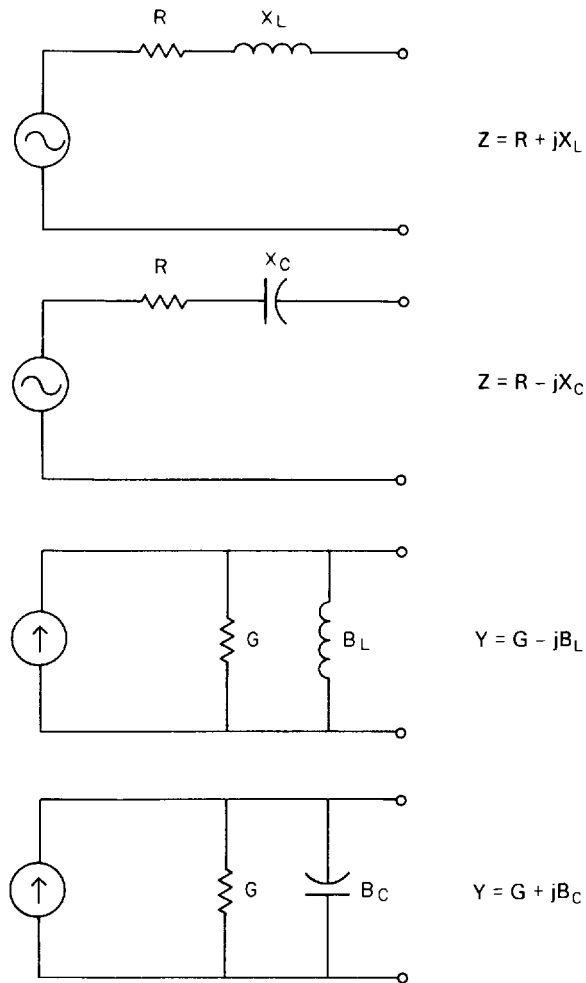 R X_L
Z = R + jX_L
R X_C
Z = R − jX_C
G B_L Y = G − jB_L
G B_C Y = G + jB_C